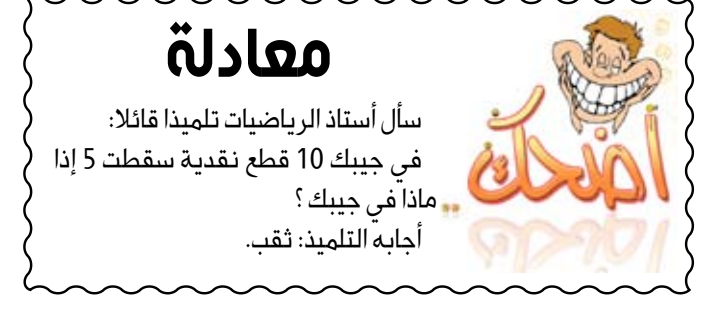 معادلة
أضحك
سأل أستاذ الرياضيات تلميذا قائلا:
في جيبك 10 قطع نقدية سقطت 5 إذا
ماذا في جيبك ؟
أجابه التلميذ: ثقب.